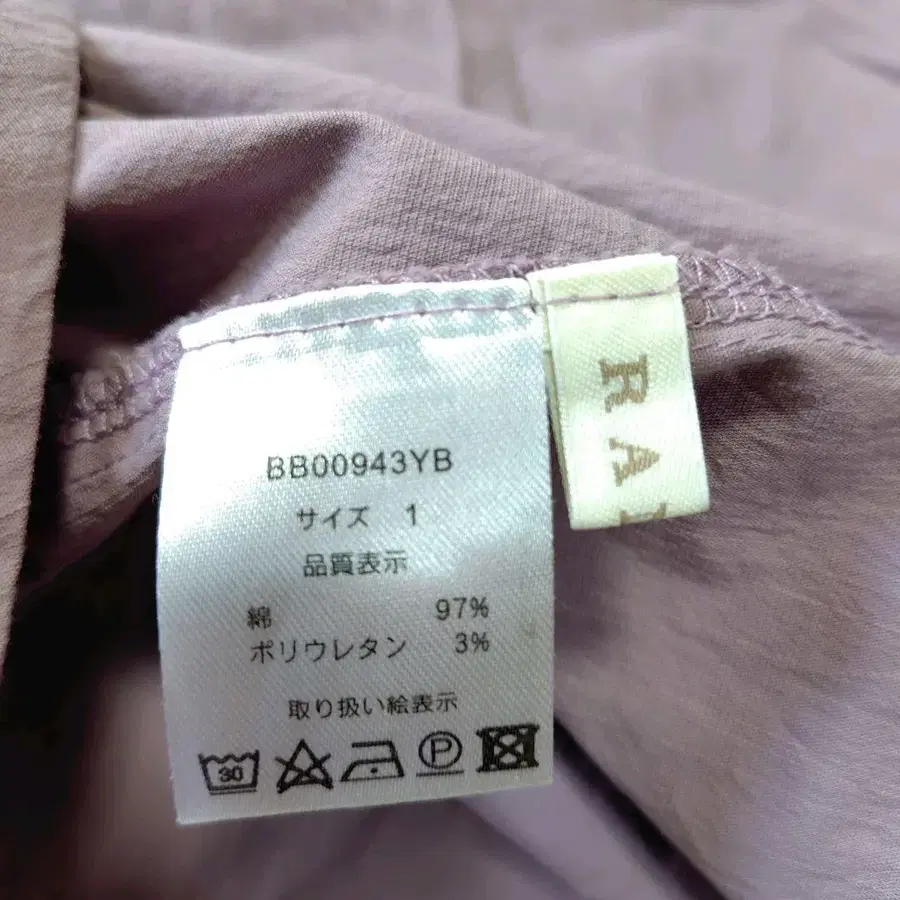 BB00943YB
サイズ 1
品質表示
綿 97%
ポリウレタン 3%
取り扱い絵表示
30 P
RA